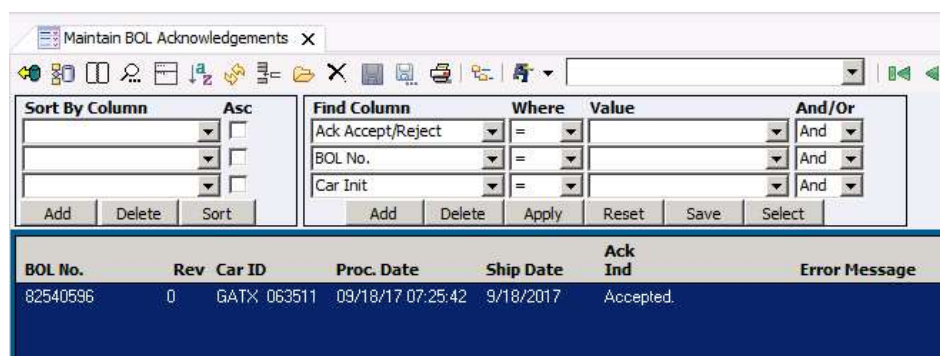 Maintain BOL Acknowledgements X
Sort By Column Asc
Find Column Where Value And/Or
Ack Accept/Reject = And
BOL No. = And
Car Init = And
Add Delete Sort
Add Delete Apply Reset Save Select
BOL No. Rev Car ID Proc. Date Ship Date Ack Ind Error Message
82540596 0 GATX 063511 09/18/17 07:25:42 9/18/2017 Accepted.